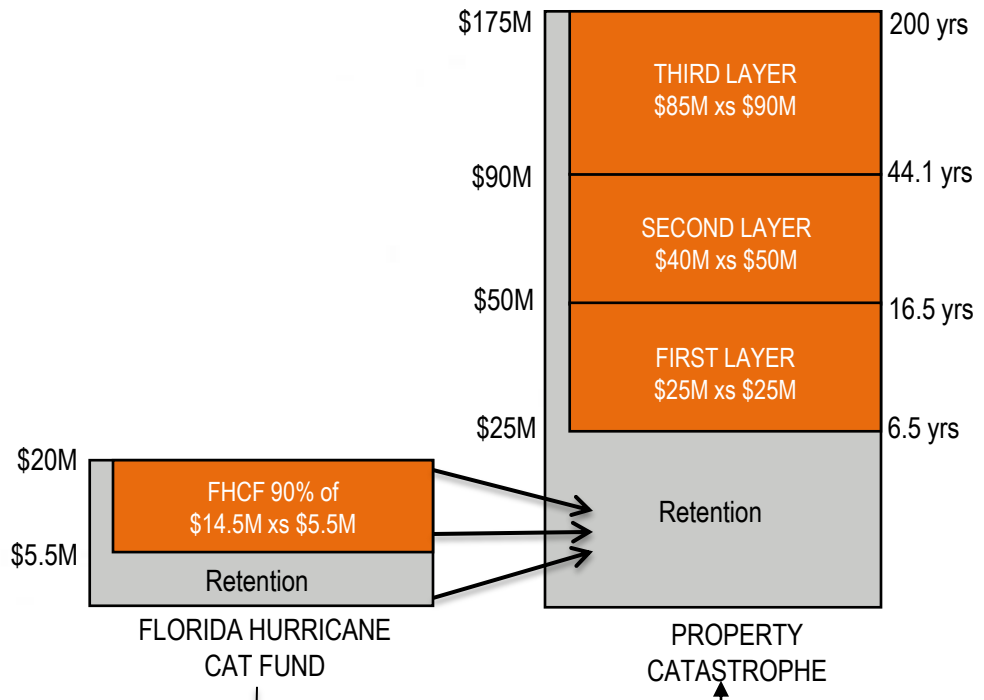 $175M
200 yrs
THIRD LAYER
$85M xs $90M
$90M
44.1 yrs
SECOND LAYER
$40M xs $50M
$50M
16.5 yrs
FIRST LAYER
$25M xs $25M
$25M
6.5 yrs
$20M
FHCF 90% of
$14.5M xs $5.5M
$5.5M
Retention
Retention
FLORIDA HURRICANE
CAT FUND
PROPERTY
CATASTROPHE